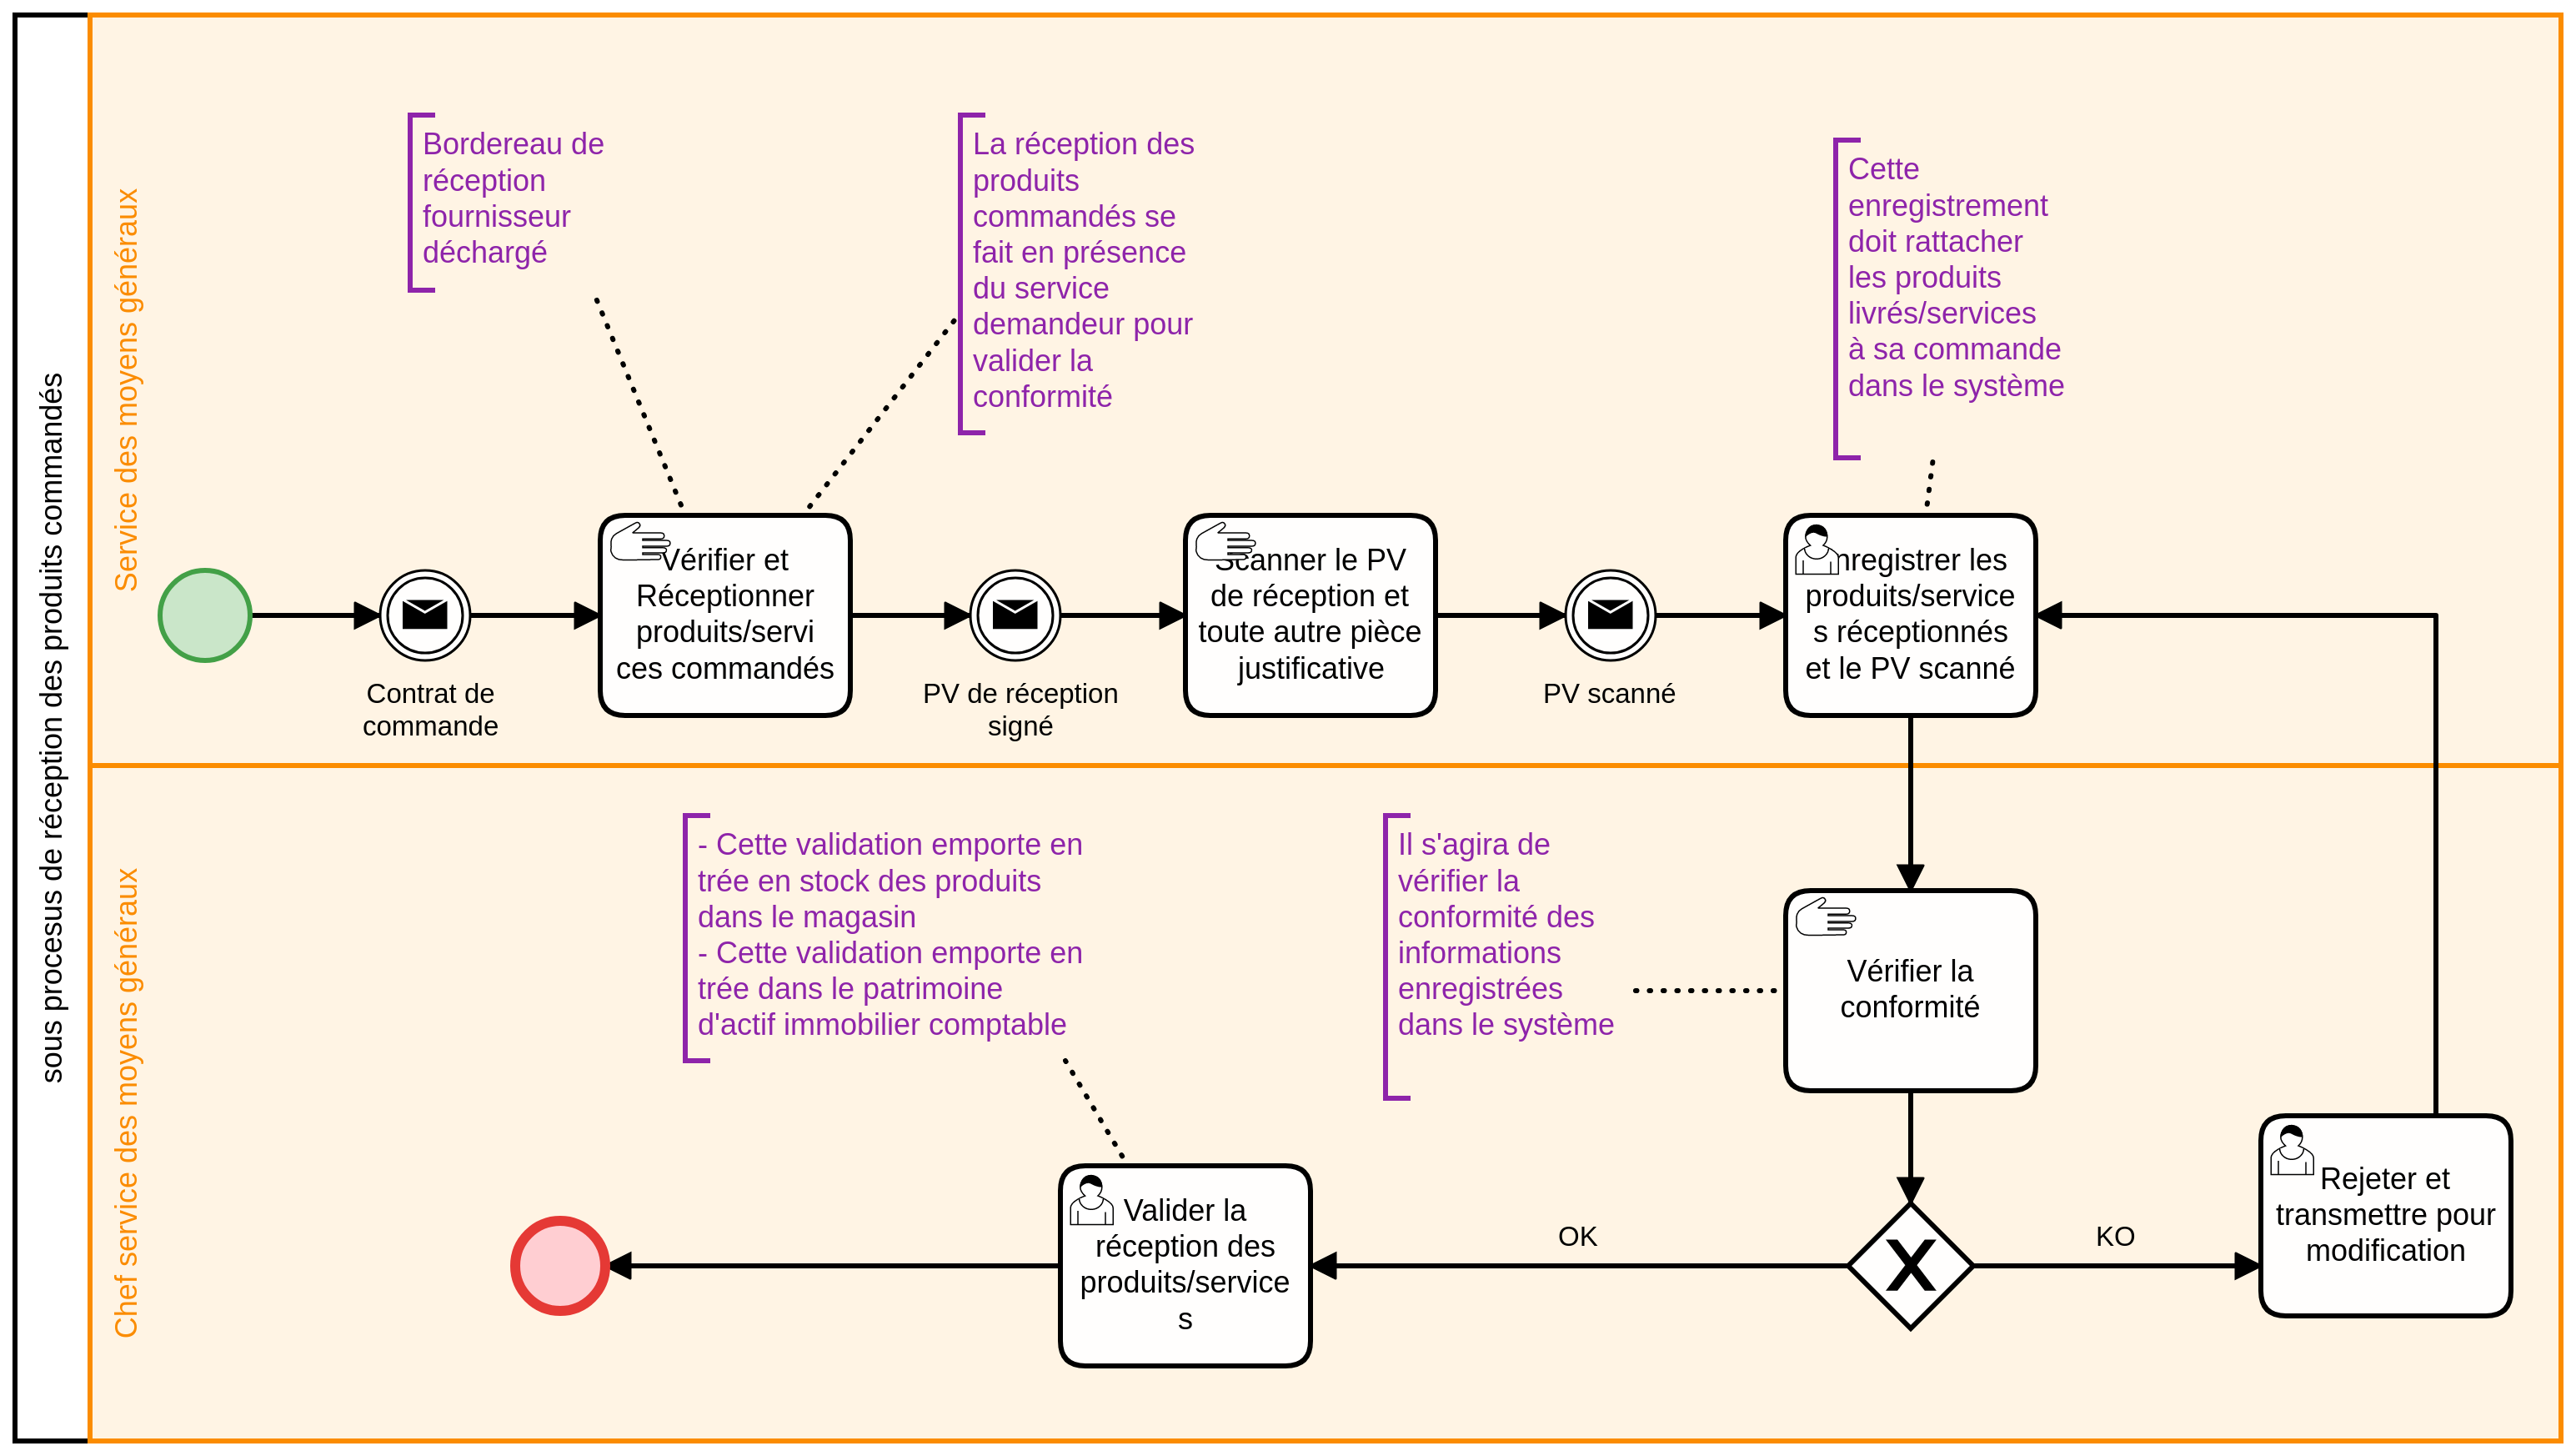 sous procesus de réception des produits commandés
Service des moyens généraux
Bordereau de
réception
fournisseur
déchargé
La réception des
produits
commandés se
fait en présence
du service
demandeur pour
valider la
conformité
Cette
enregistrement
doit rattacher
les produits
livrés/services
à sa commande
dans le système
Contrat de
commande
Vérifier et
Réceptionner
produits/servi
ces commandés
PV de réception
signé
Scanner le PV
de réception et
toute autre pièce
justificative
PV scanné
nregistrer les
produits/service
s réceptionnés
et le PV scanné
Chef service des moyens généraux
- Cette validation emporte en
trée en stock des produits
dans le magasin
- Cette validation emporte en
trée dans le patrimoine
d'actif immobilier comptable
Il s'agira de
vérifier la
conformité des
informations
enregistrées
dans le système
Vérifier la
conformité
Valider la
réception des
produits/service
s
OK
X
KO
Rejeter et
transmettre pour
modification